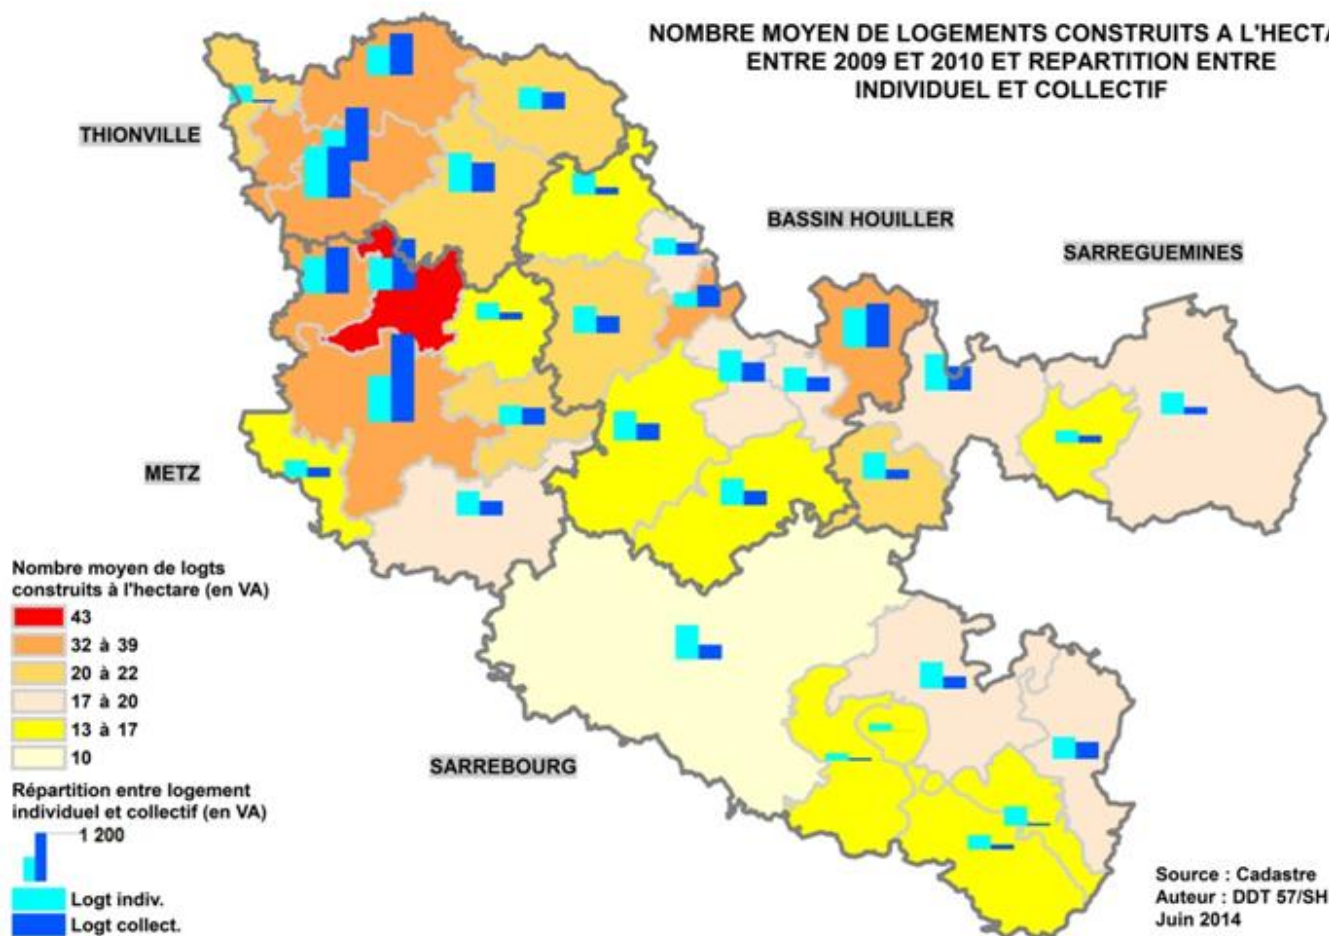 NOMBRE MOYEN DE LOGEMENTS CONSTRUITS A L'HECTA
ENTRE 2009 ET 2010 ET REPARTITION ENTRE
INDIVIDUEL ET COLLECTIF
THIONVILLE
BASSIN HOUILLER
SARREGUEMINES
METZ
SARREBOURG
Nombre moyen de logts
construits à l'hectare (en VA)
43
32 à 39
20 à 22
17 à 20
13 à 17
10
Répartition entre logement
individuel et collectif (en VA)
1 200
Logt indiv.
Logt collect.
Source : Cadastre
Auteur : DDT 57/SH
Juin 2014